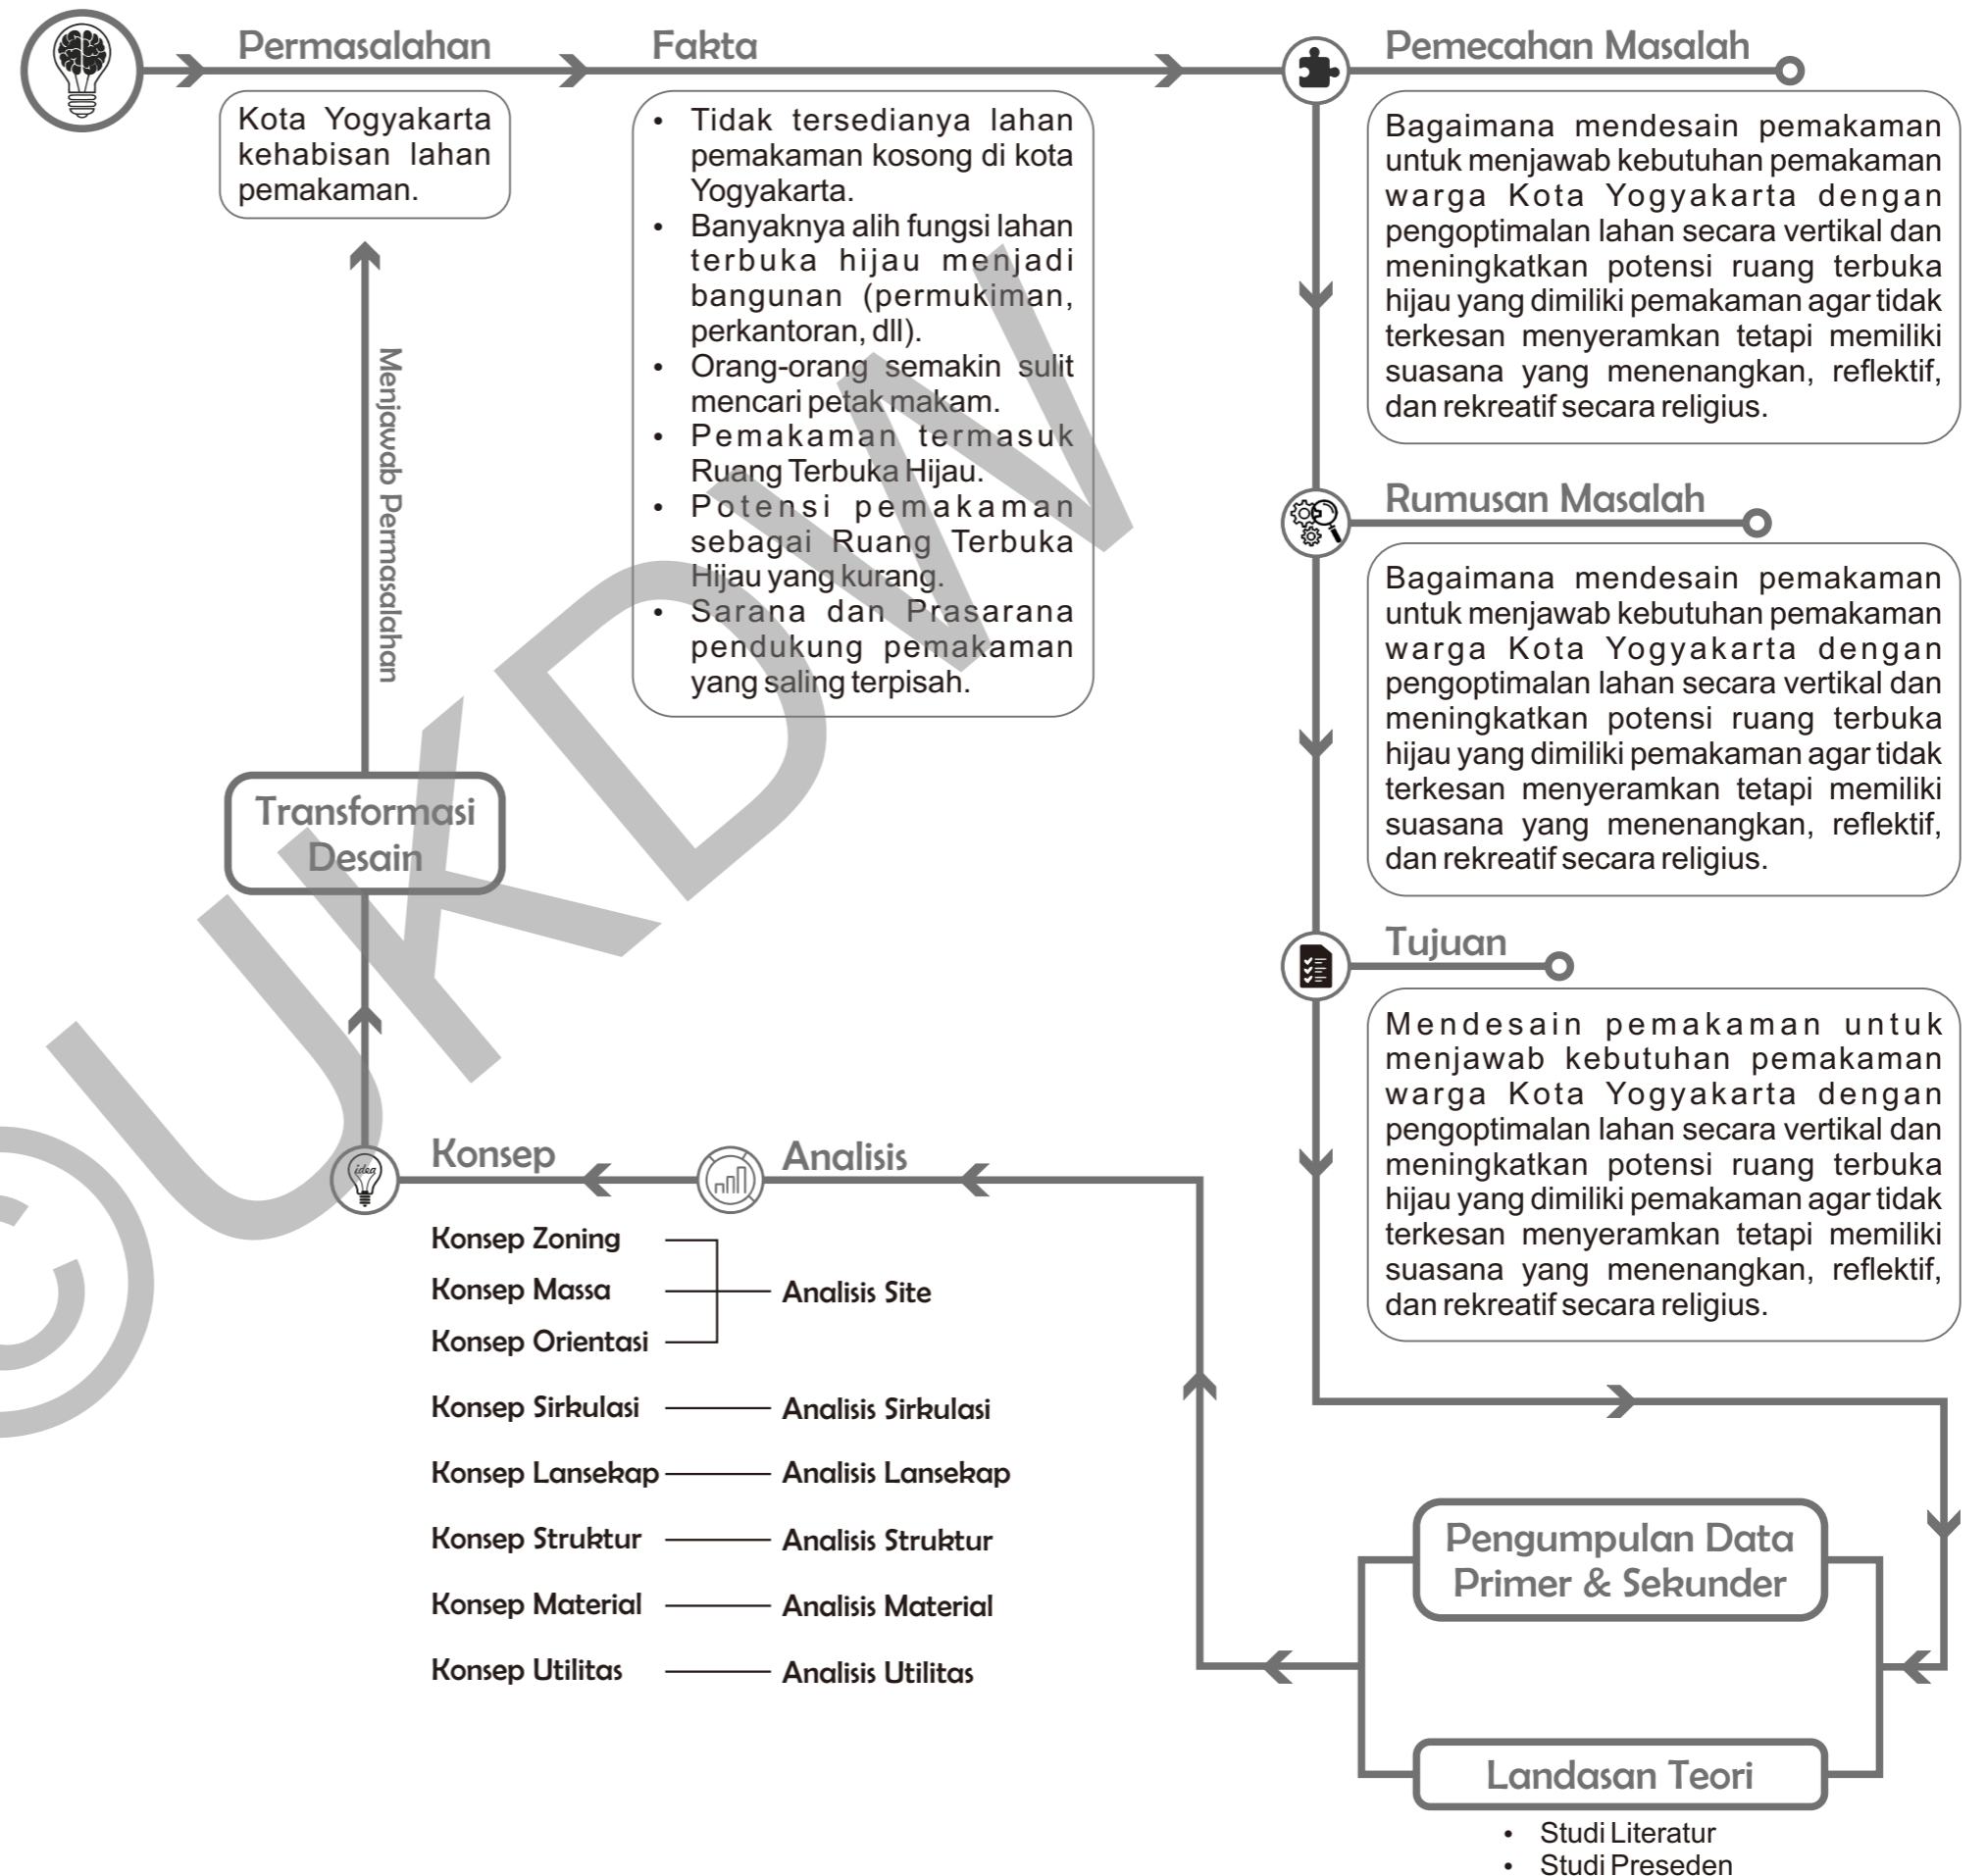 Permasalahan
Kota Yogyakarta
kehabisan lahan
pemakaman.
Fakta
• Tidak tersedianya lahan
pemakaman kosong di kota
Yogyakarta.
• Banyaknya alih fungsi lahan
terbuka hijau menjadi
bangunan (permukiman,
perkantoran, dll).
• Orang-orang semakin sulit
mencari petak makam.
• Pemakaman termasuk
Ruang Terbuka Hijau.
• Potensi pemakaman
sebagai Ruang Terbuka
Hijau yang kurang.
• Sarana dan Prasarana
pendukung pemakaman
yang saling terpisah.
Pemecahan Masalah
Bagaimana mendesain pemakaman
untuk menjawab kebutuhan pemakaman
warga Kota Yogyakarta dengan
pengoptimalan lahan secara vertikal dan
meningkatkan potensi ruang terbuka
hijau yang dimiliki pemakaman agar tidak
terkesan menyeramkan tetapi memiliki
suasana yang menenangkan, reflektif,
dan rekreatif secara religius.
Rumusan Masalah
Bagaimana mendesain pemakaman
untuk menjawab kebutuhan pemakaman
warga Kota Yogyakarta dengan
pengoptimalan lahan secara vertikal dan
meningkatkan potensi ruang terbuka
hijau yang dimiliki pemakaman agar tidak
terkesan menyeramkan tetapi memiliki
suasana yang menenangkan, reflektif,
dan rekreatif secara religius.
Tujuan
Mendesain pemakaman untuk
menjawab kebutuhan pemakaman
warga Kota Yogyakarta dengan
pengoptimalan lahan secara vertikal dan
meningkatkan potensi ruang terbuka
hijau yang dimiliki pemakaman agar tidak
terkesan menyeramkan tetapi memiliki
suasana yang menenangkan, reflektif,
dan rekreatif secara religius.
Pengumpulan Data
Primer & Sekunder
Landasan Teori
• Studi Literatur
• Studi Preseden
Analisis
Analisis Site
Analisis Sirkulasi
Analisis Lansekap
Analisis Struktur
Analisis Material
Analisis Utilitas
idea
Konsep
Konsep Zoning
Konsep Massa
Konsep Orientasi
Konsep Sirkulasi
Konsep Lansekap
Konsep Struktur
Konsep Material
Konsep Utilitas
Transformasi
Desain
Menjawab Permasalahan
©UKDW